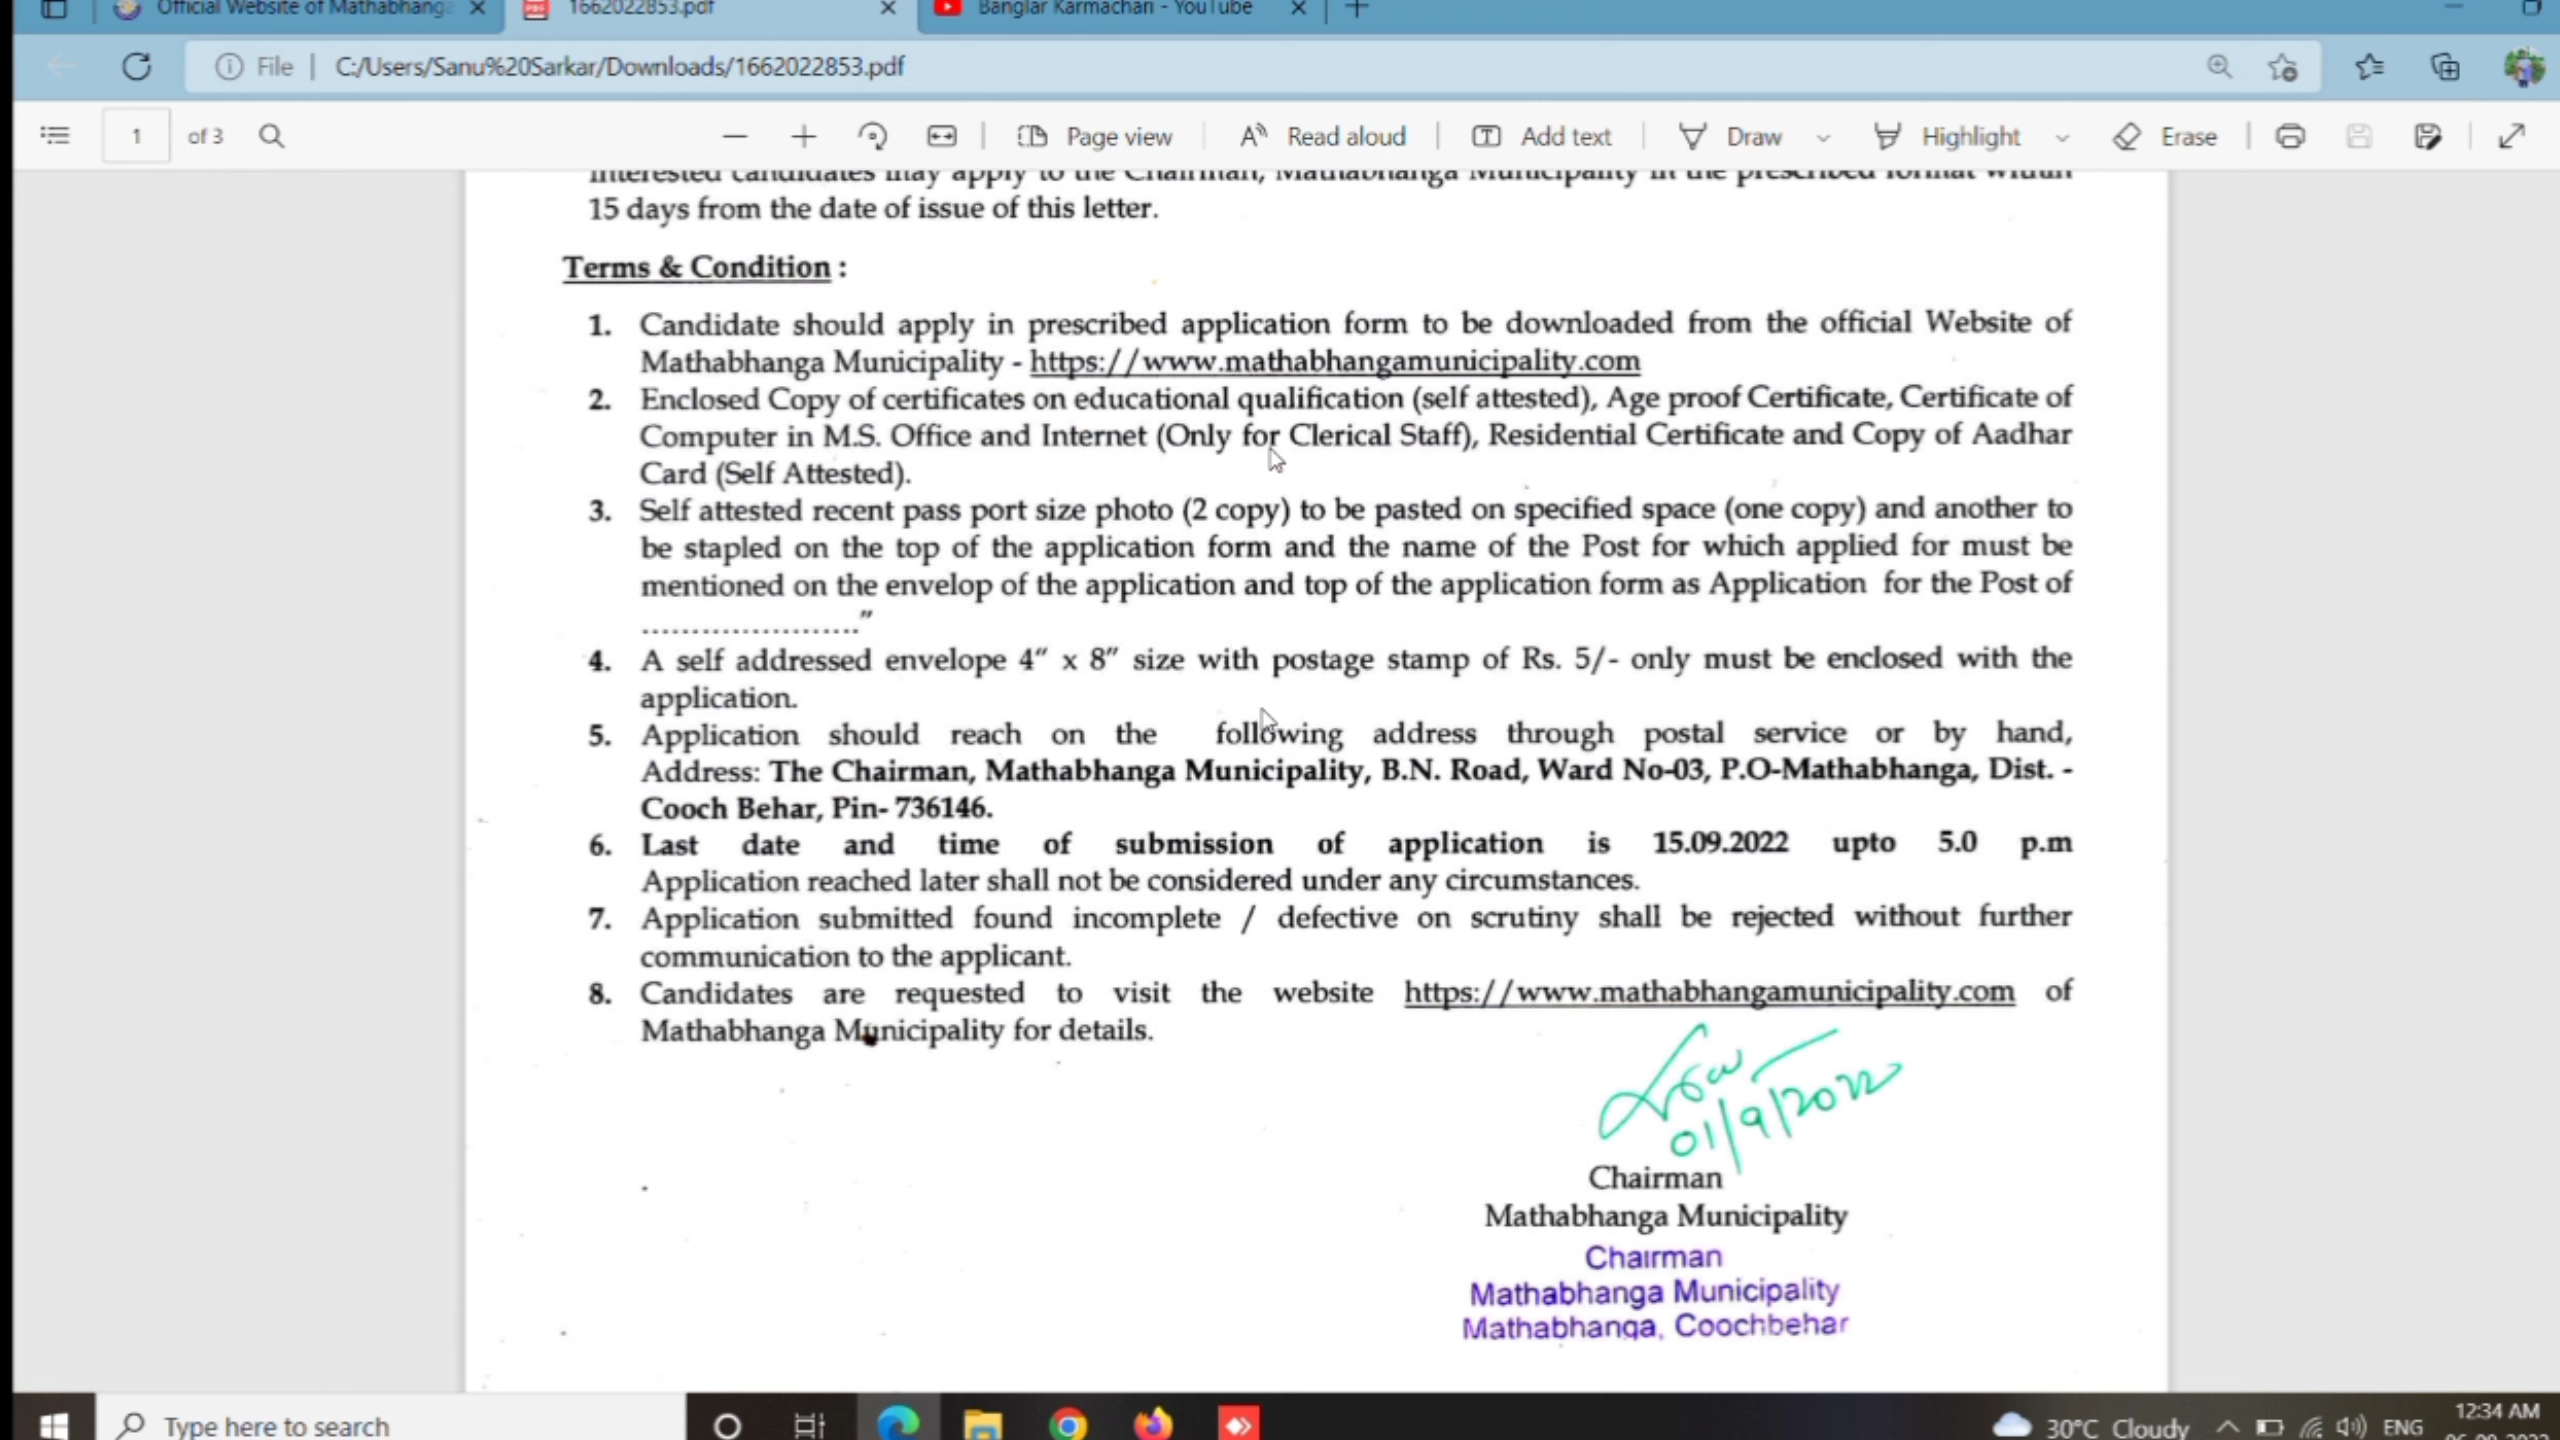 Official Website of Mathabhanga
1662022853.pdf
Banglar Karmachari - YouTube
File | C:/Users/Sanu%20Sarkar/Downloads/1662022853.pdf
1 of 3
Page view
Read aloud
Add text
Draw
Highlight
Erase
Interested candidates may apply to the Chairman, Mathabhanga Municipality in the prescribed format within
15 days from the date of issue of this letter.
Terms & Condition :
1. Candidate should apply in prescribed application form to be downloaded from the official Website of
Mathabhanga Municipality - https://www.mathabhangamunicipality.com
2. Enclosed Copy of certificates on educational qualification (self attested), Age proof Certificate, Certificate of
Computer in M.S. Office and Internet (Only for Clerical Staff), Residential Certificate and Copy of Aadhar
Card (Self Attested).
3. Self attested recent pass port size photo (2 copy) to be pasted on specified space (one copy) and another to
be stapled on the top of the application form and the name of the Post for which applied for must be
mentioned on the envelop of the application and top of the application form as Application for the Post of
......................"
4. A self addressed envelope 4" x 8" size with postage stamp of Rs. 5/- only must be enclosed with the
application.
5. Application should reach on the following address through postal service or by hand,
Address: The Chairman, Mathabhanga Municipality, B.N. Road, Ward No-03, P.O-Mathabhanga, Dist. -
Cooch Behar, Pin- 736146.
6. Last date and time of submission of application is 15.09.2022 upto 5.0 p.m
Application reached later shall not be considered under any circumstances.
7. Application submitted found incomplete / defective on scrutiny shall be rejected without further
communication to the applicant.
8. Candidates are requested to visit the website https://www.mathabhangamunicipality.com of
Mathabhanga Municipality for details.
01/9/2022
Chairman
Mathabhanga Municipality
Chairman
Mathabhanga Municipality
Mathabhanga, Coochbehar
Type here to search
30°C Cloudy
ENG
12:34 AM